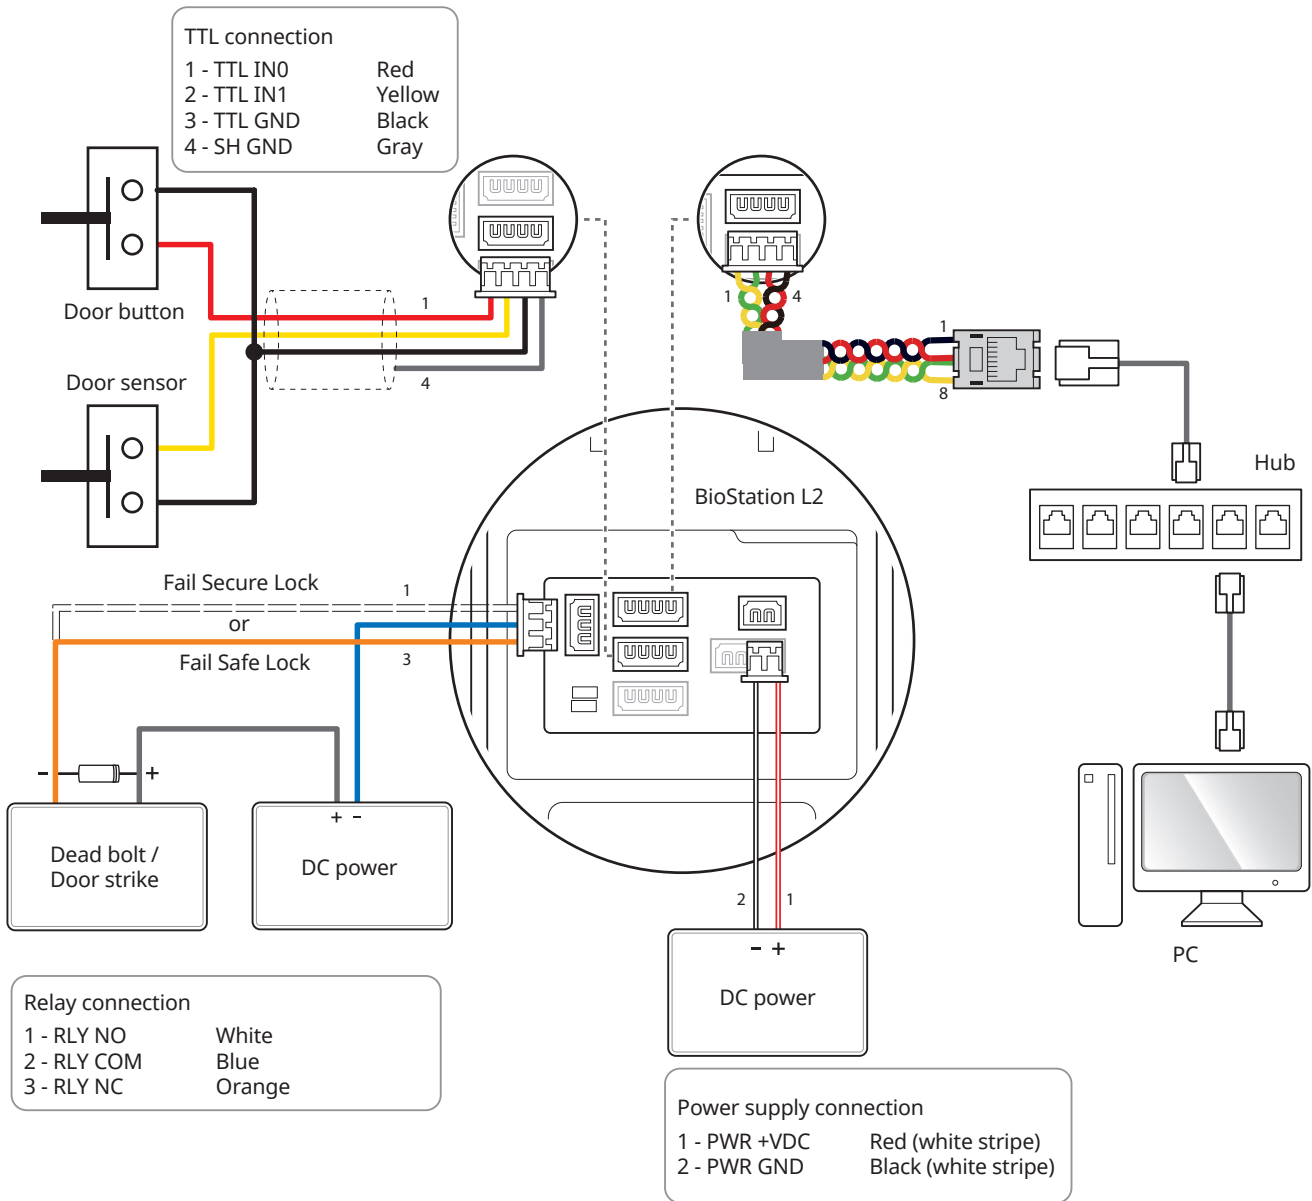 TTL connection
1 - TTL IN0 Red
2 - TTL IN1 Yellow
3 - TTL GND Black
4 - SH GND Gray
Door button
1
4
Door sensor
1
4
1
8
Hub
BioStation L2
Fail Secure Lock
1
or
Fail Safe Lock
3
- +
+ -
Dead bolt /
Door strike
DC power
2
1
- +
DC power
PC
Relay connection
1 - RLY NO White
2 - RLY COM Blue
3 - RLY NC Orange
Power supply connection
1 - PWR +VDC Red (white stripe)
2 - PWR GND Black (white stripe)